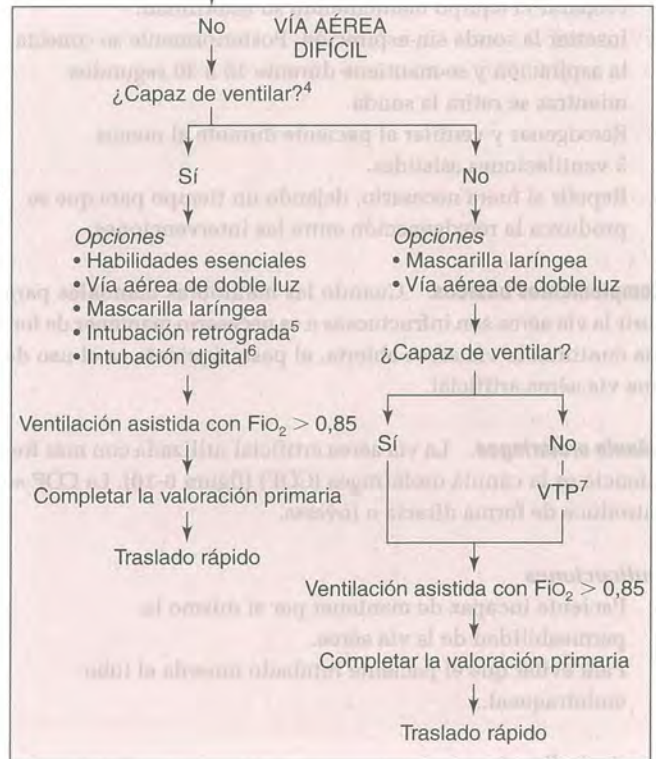 No VÍA AÉREA
DIFÍCIL
¿Capaz de ventilar?4
Sí
No
Opciones
• Habilidades esenciales
• Vía aérea de doble luz
• Mascarilla laríngea
• Intubación retrógrada5
• Intubación digital6
Ventilación asistida con FiO2 > 0,85
Completar la valoración primaria
Traslado rápido
Opciones
• Mascarilla laríngea
• Vía aérea de doble luz
¿Capaz de ventilar?
Sí
No
VTP7
Ventilación asistida con FiO2 > 0,85
Completar la valoración primaria
Traslado rápido